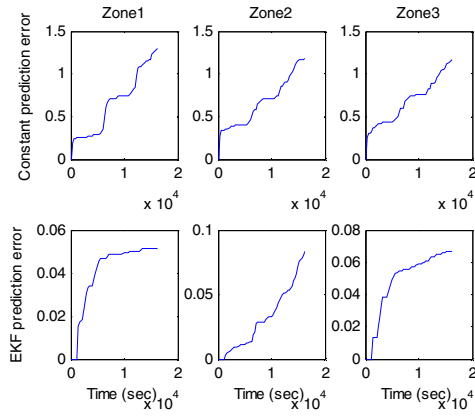 Zone1 Zone2 Zone3
Constant prediction error
1.5 1.5 1.5
1 1 1
0.5 0.5 0.5
0 0 0
0 1 2 0 1 2 0 1 2
x 10^4 x 10^4 x 10^4
EKF prediction error
0.06 0.1 0.08
0.04 0.05 0.06
0.02 0.04
0 0 0.02
0
0 1 2 0 1 2 0 1 2
Time (sec) x 10^4 Time (sec) x 10^4 Time (sec) x 10^4